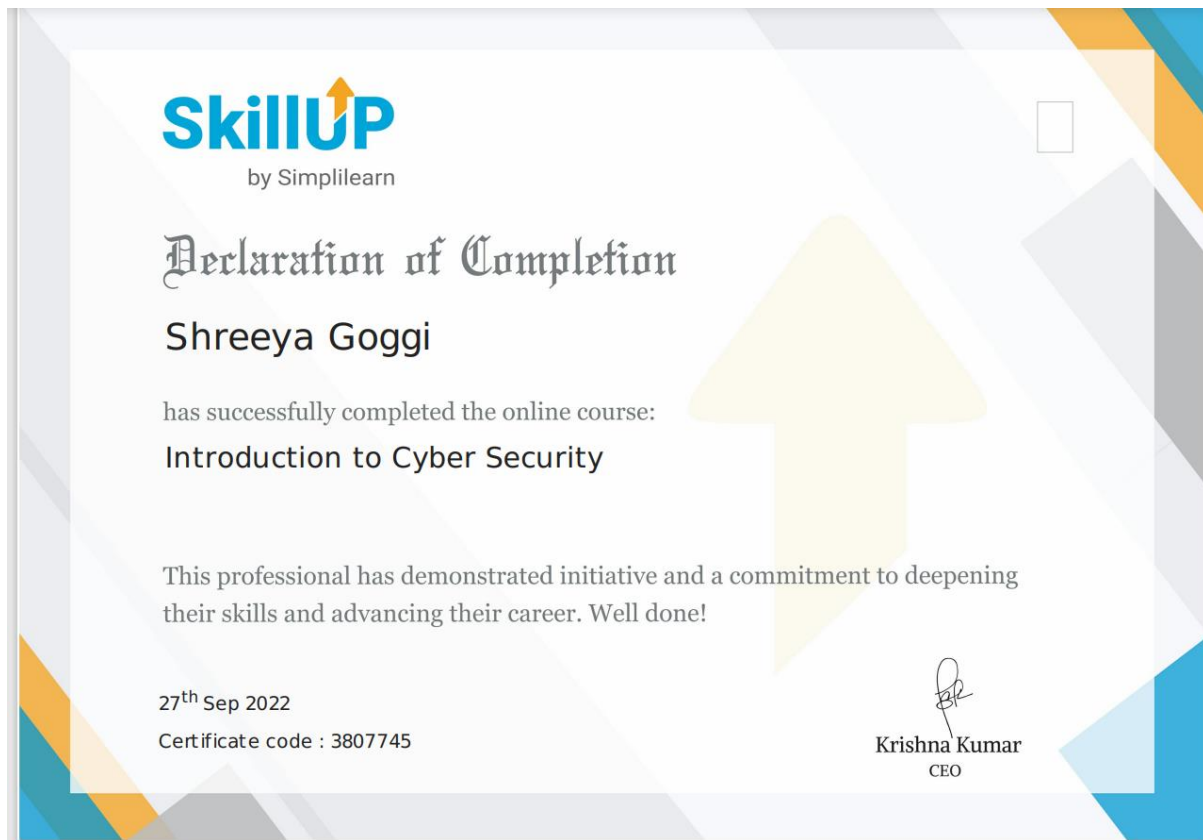 SkillUP
by Simplilearn
Declaration of Completion
Shreeya Goggi
has successfully completed the online course:
Introduction to Cyber Security
This professional has demonstrated initiative and a commitment to deepening
their skills and advancing their career. Well done!
27th Sep 2022
Certificate code : 3807745
Krishna Kumar
CEO